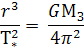 r³/T*² = GM₃/4π²